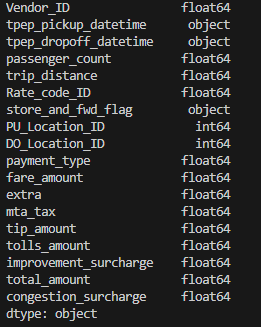 Vendor_ID float64
tpep_pickup_datetime object
tpep_dropoff_datetime object
passenger_count float64
trip_distance float64
Rate_code_ID float64
store_and_fwd_flag object
PU_Location_ID int64
DO_Location_ID int64
payment_type float64
fare_amount float64
extra float64
mta_tax float64
tip_amount float64
tolls_amount float64
improvement_surcharge float64
total_amount float64
congestion_surcharge float64
dtype: object